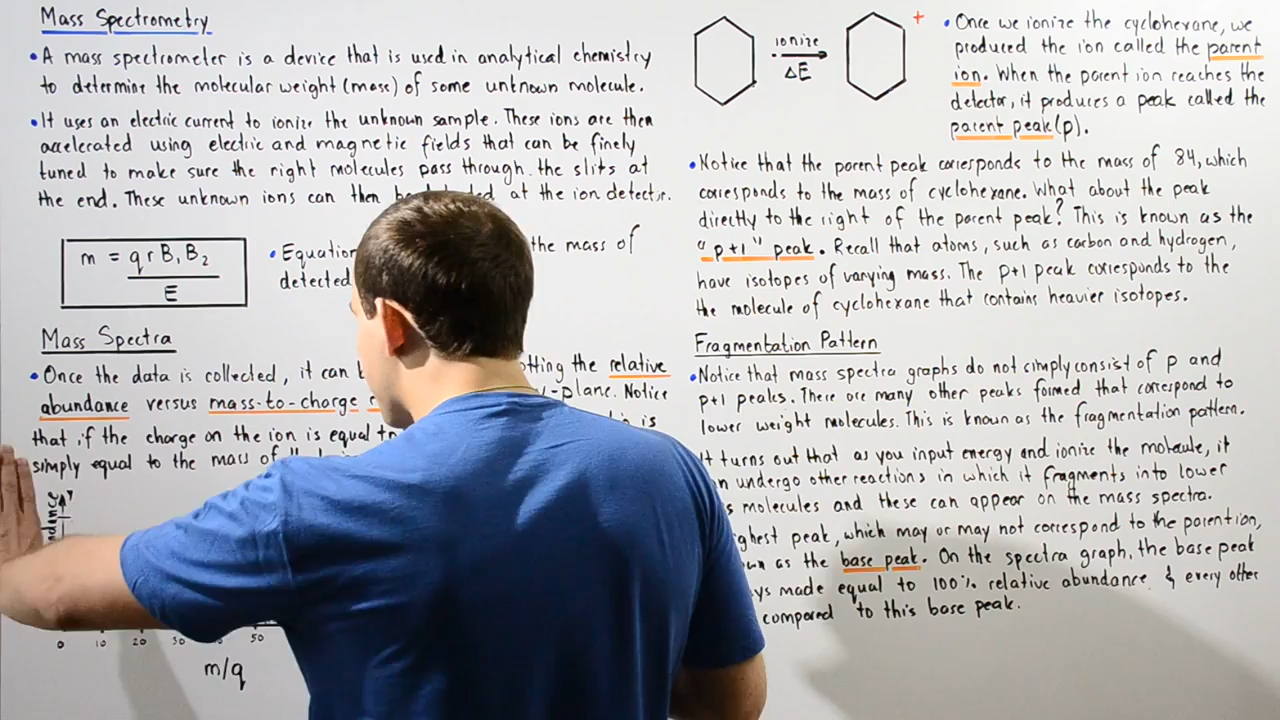 Mass Spectrometry
• A mass spectrometer is a device that is used in analytical chemistry
to determine the molecular weight (mass) of some unknown molecule.
• It uses an electric current to ionize the unknown sample. These ions are then
accelerated using electric and magnetic fields that can be finely
tuned to make sure the right molecules pass through the slits at
the end. These unknown ions can then at the ion detector.
m = q r B₁ B₂
E
• Equation the mass of
detected
Mass Spectra
• Once the data is collected, it can the relative
abundance versus mass-to-charge -plane. Notice
that if the charge on the ion is equal to is
simply equal to the mass of
y
0 10 20 30 50
m/q
ionize
ΔE
+
• Once we ionize the cyclohexane, we
produced the ion called the parent
ion. When the parent ion reaches the
detector, it produces a peak called the
parent peak (p).
• Notice that the parent peak corresponds to the mass of 84, which
corresponds to the mass of cyclohexane. What about the peak
directly to the right of the parent peak? This is known as the
"p+1" peak. Recall that atoms, such as carbon and hydrogen,
have isotopes of varying mass. The p+1 peak corresponds to the
the molecule of cyclohexane that contains heavier isotopes.
Fragmentation Pattern
• Notice that mass spectra graphs do not simply consist of p and
p+1 peaks. There are many other peaks formed that correspond to
lower weight molecules. This is known as the fragmentation pattern.
It turns out that as you input energy and ionize the molecule, it
undergo other reactions in which it fragments into lower
molecules and these can appear on the mass spectra.
peak, which may or may not correspond to the parent ion,
as the base peak. On the spectra graph, the base peak
made equal to 100% relative abundance & every other
compared to this base peak.